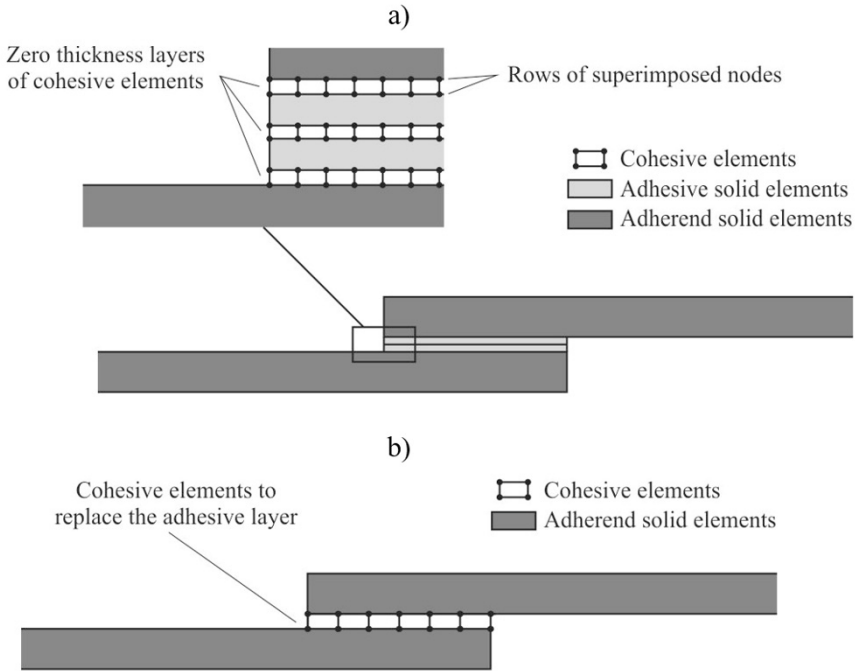 a)
Zero thickness layers
of cohesive elements
Rows of superimposed nodes
Cohesive elements
Adhesive solid elements
Adherend solid elements
b)
Cohesive elements to
replace the adhesive layer
Cohesive elements
Adherend solid elements